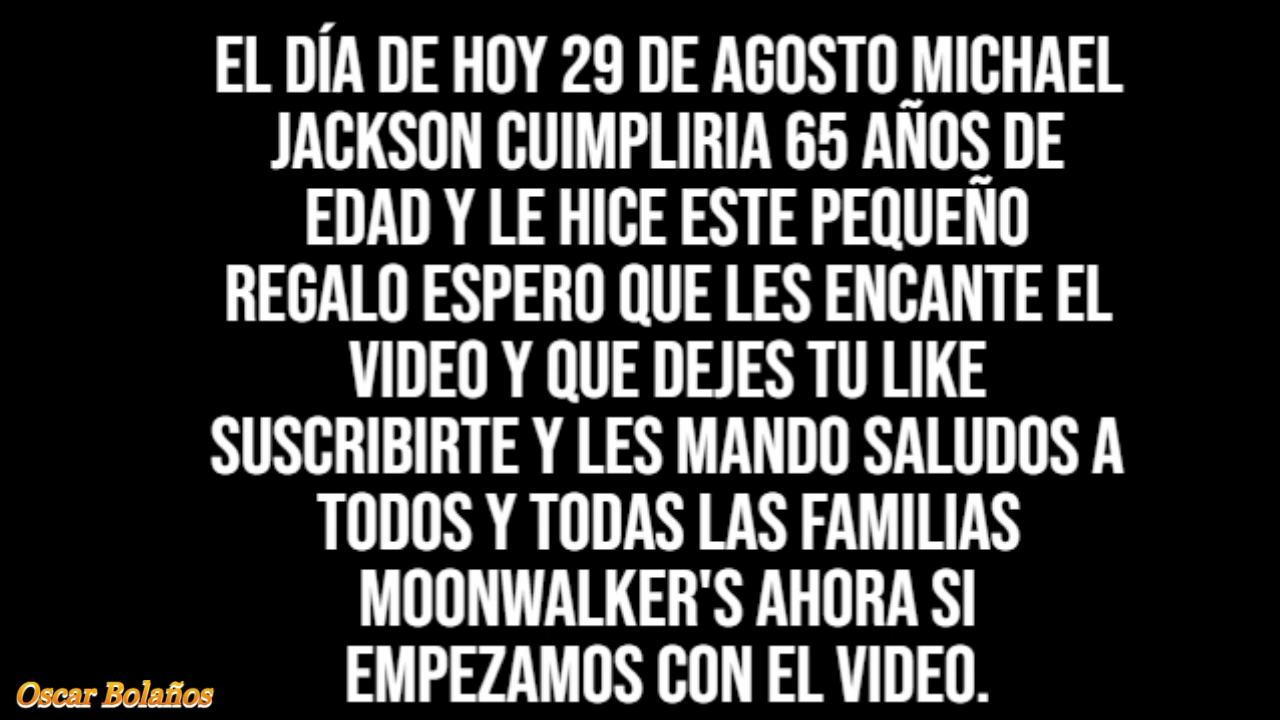 EL DÍA DE HOY 29 DE AGOSTO MICHAEL
JACKSON CUIMPLIRIA 65 AÑOS DE
EDAD Y LE HICE ESTE PEQUEÑO
REGALO ESPERO QUE LES ENCANTE EL
VIDEO Y QUE DEJES TU LIKE
SUSCRIBIRTE Y LES MANDO SALUDOS A
TODOS Y TODAS LAS FAMILIAS
MOONWALKER'S AHORA SI
EMPEZAMOS CON EL VIDEO.
Oscar Bolaños